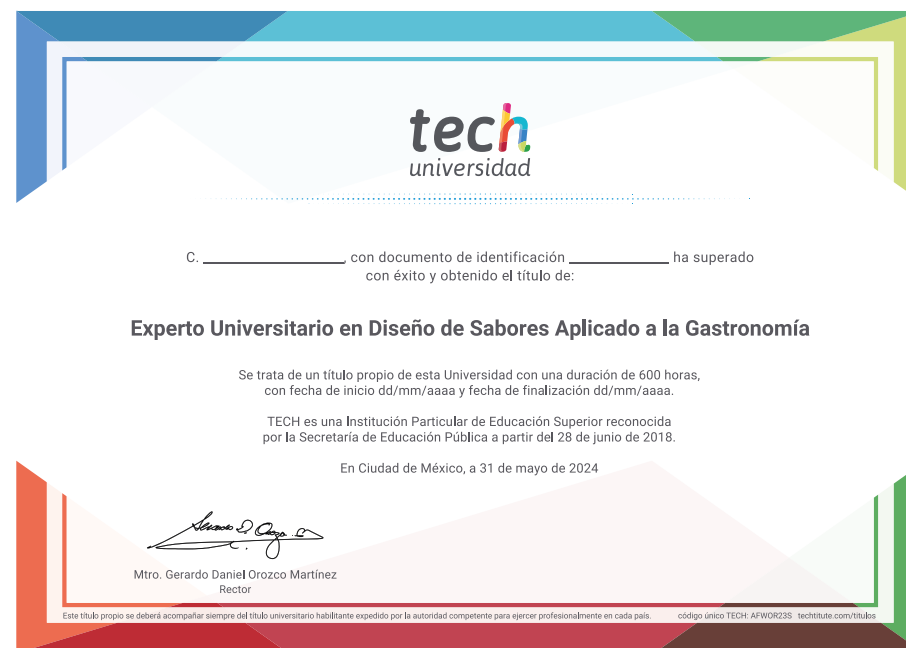 tech
universidad
C. ____________, con documento de identificación ____________ ha superado
con éxito y obtenido el título de:
Experto Universitario en Diseño de Sabores Aplicado a la Gastronomía
Se trata de un título propio de esta Universidad con una duración de 600 horas,
con fecha de inicio dd/mm/aaaa y fecha de finalización dd/mm/aaaa.
TECH es una Institución Particular de Educación Superior reconocida
por la Secretaría de Educación Pública a partir del 28 de junio de 2018.
En Ciudad de México, a 31 de mayo de 2024
Mtro. Gerardo Daniel Orozco Martínez
Rector
Este título propio se deberá acompañar siempre del título universitario habilitante expedido por la autoridad competente para ejercer profesionalmente en cada país. código único TECH: AFWOR23S techtitute.com/titulos